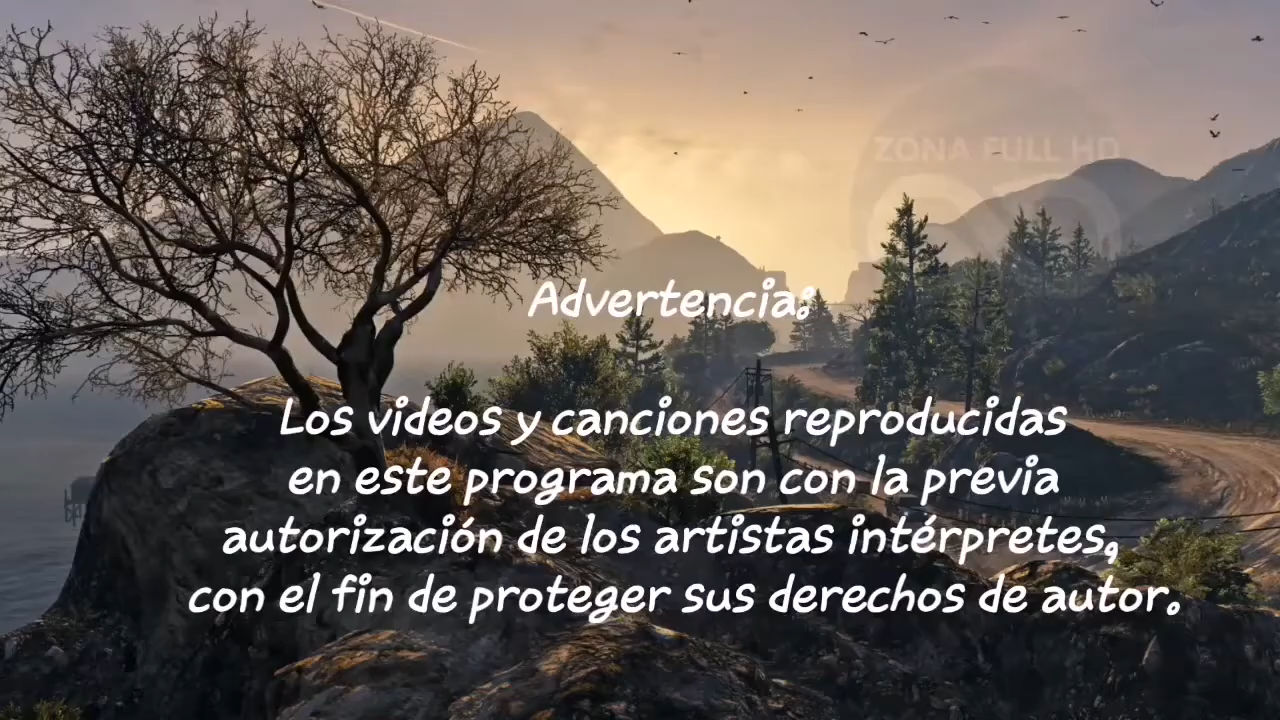 ZONA FULL HD
Advertencia:
Los videos y canciones reproducidas
en este programa son con la previa
autorización de los artistas intérpretes,
con el fin de proteger sus derechos de autor.